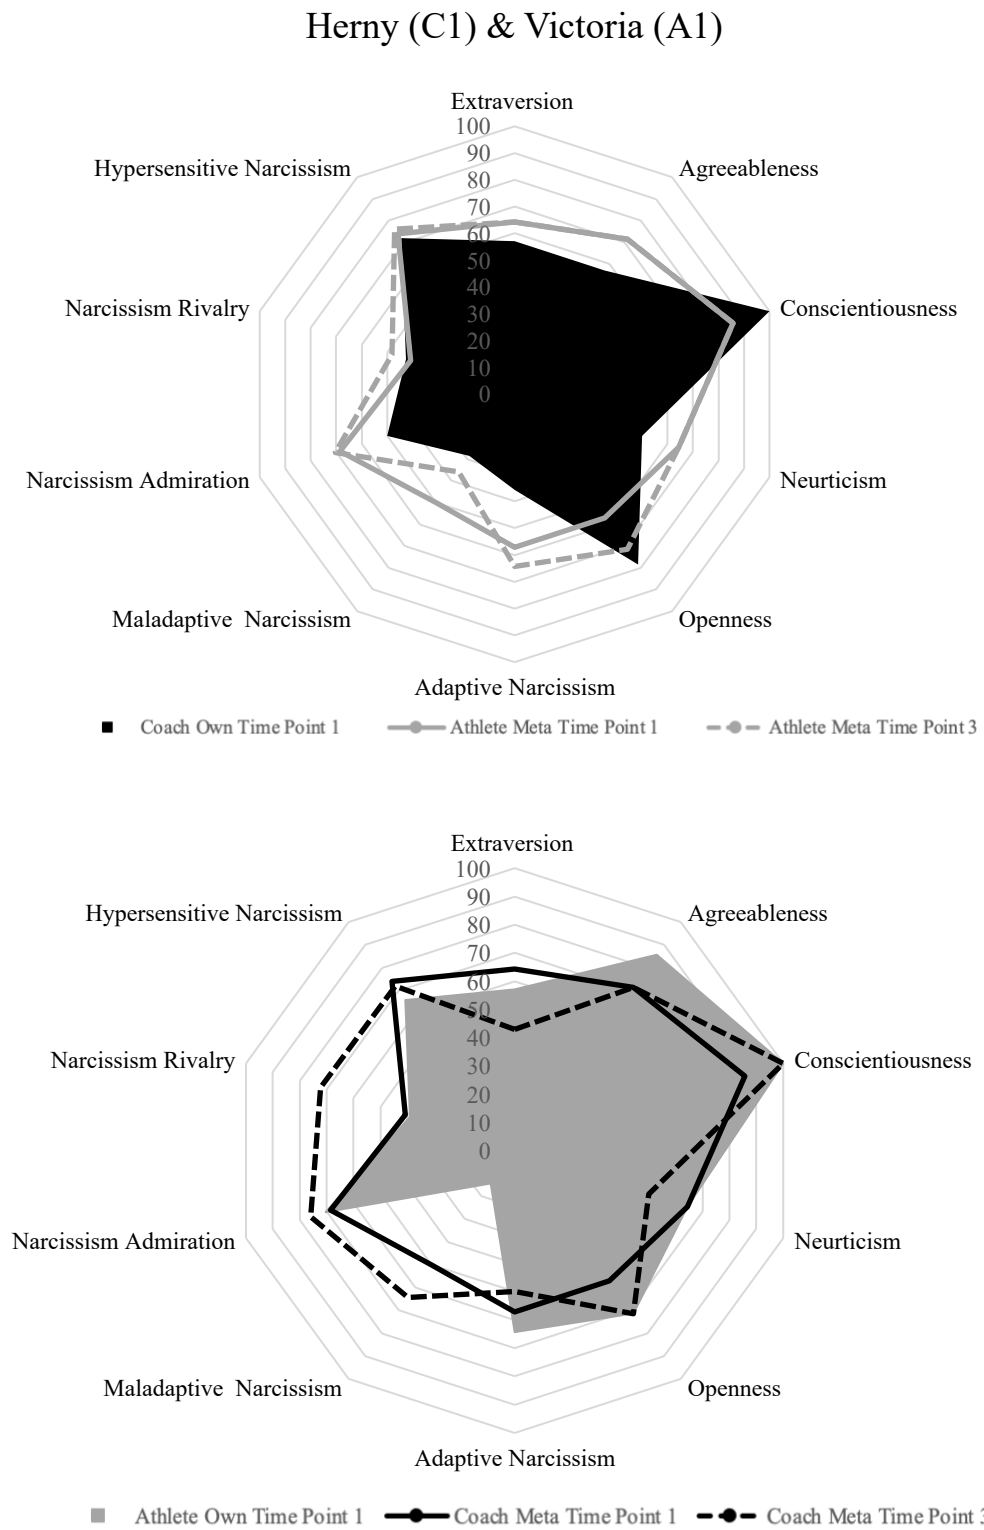 Herny (C1) & Victoria (A1)
Extraversion
100
Hypersensitive Narcissism
Agreeableness
90
80
70
60
50
Narcissism Rivalry
Conscientiousness
40
30
20
10
0
Narcissism Admiration
Neurticism
Maladaptive  Narcissism
Openness
Adaptive Narcissism
Coach Own Time Point 1
Athlete Meta Time Point 1
Athlete Meta Time Point 3
Extraversion
100
Hypersensitive Narcissism
Agreeableness
90
80
70
60
50
Narcissism Rivalry
Conscientiousness
40
30
20
10
0
Narcissism Admiration
Neurticism
Maladaptive  Narcissism
Openness
Adaptive Narcissism
Athlete Own Time Point 1
Coach Meta Time Point 1
Coach Meta Time Point 3